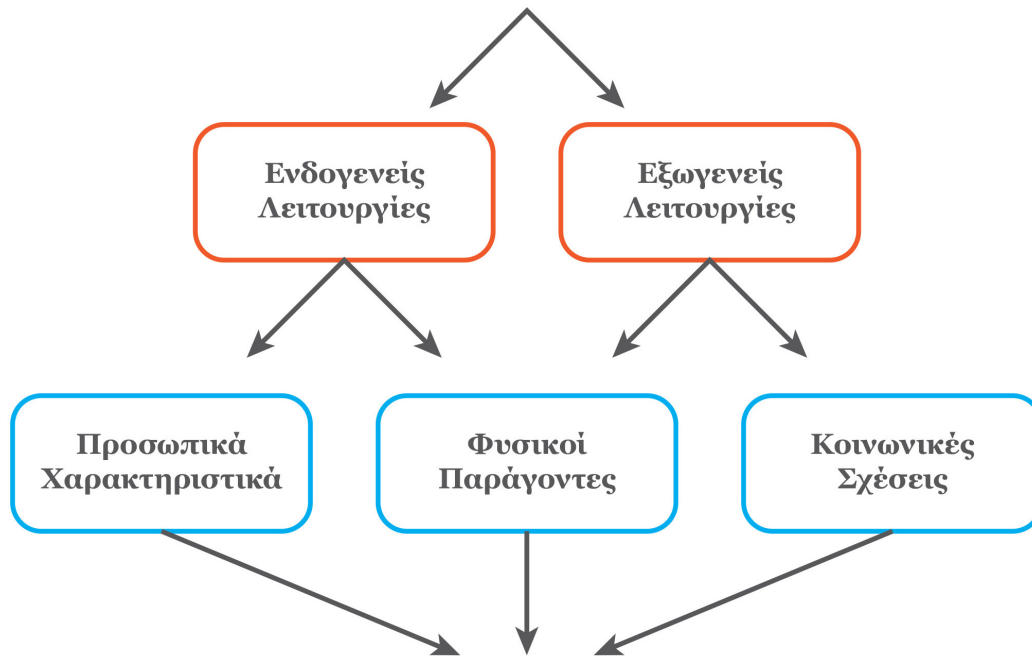 Ενδογενείς
Λειτουργίες
Εξωγενείς
Λειτουργίες
Προσωπικά
Χαρακτηριστικά
Φυσικοί
Παράγοντες
Κοινωνικές
Σχέσεις